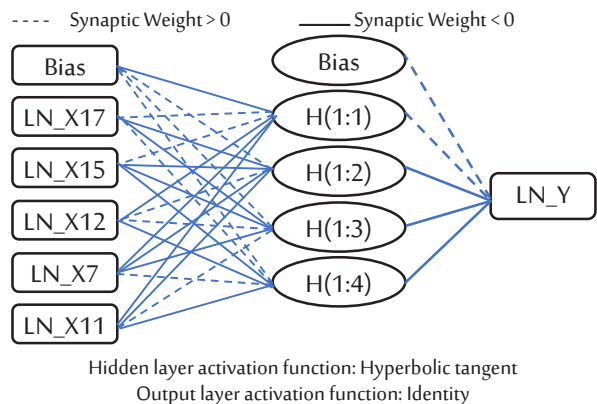 Synaptic Weight > 0
Synaptic Weight < 0
Bias
LN_X17
LN_X15
LN_X12
LN_X7
LN_X11
Bias
H(1:1)
H(1:2)
H(1:3)
H(1:4)
LN_Y
Hidden layer activation function: Hyperbolic tangent
Output layer activation function: Identity